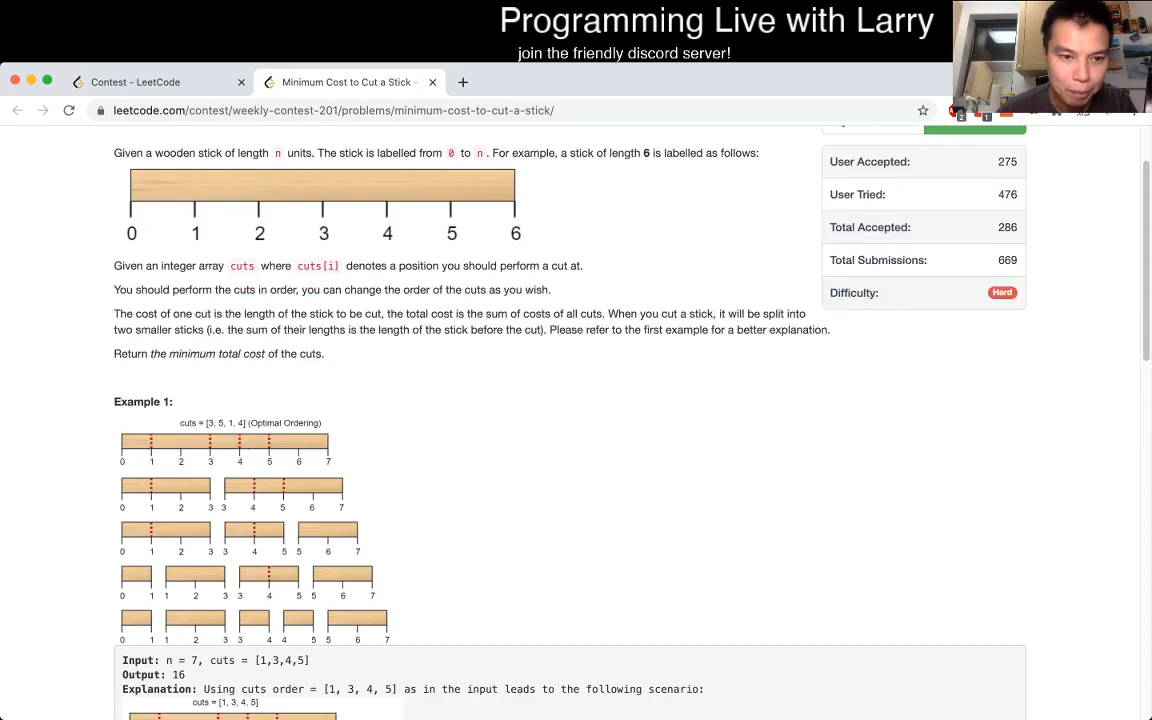 Programming Live with Larry
join the friendly discord server!
Contest - LeetCode
Minimum Cost to Cut a Stick -
leetcode.com/contest/weekly-contest-201/problems/minimum-cost-to-cut-a-stick/
2
1
Given a wooden stick of length n units. The stick is labelled from 0 to n . For example, a stick of length 6 is labelled as follows:
0 1 2 3 4 5 6
User Accepted: 275
User Tried: 476
Total Accepted: 286
Total Submissions: 669
Difficulty: Hard
Given an integer array cuts where cuts[i] denotes a position you should perform a cut at.
You should perform the cuts in order, you can change the order of the cuts as you wish.
The cost of one cut is the length of the stick to be cut, the total cost is the sum of costs of all cuts. When you cut a stick, it will be split into
two smaller sticks (i.e. the sum of their lengths is the length of the stick before the cut). Please refer to the first example for a better explanation.
Return the minimum total cost of the cuts.
Example 1:
cuts = [3, 5, 1, 4] (Optimal Ordering)
0 1 2 3 4 5 6 7
0 1 2 3 3 4 5 6 7
0 1 2 3 3 4 5 5 6 7
0 1 1 2 3 3 4 5 5 6 7
0 1 1 2 3 3 4 4 5 5 6 7
Input: n = 7, cuts = [1,3,4,5]
Output: 16
Explanation: Using cuts order = [1, 3, 4, 5] as in the input leads to the following scenario:
cuts = [1, 3, 4, 5]